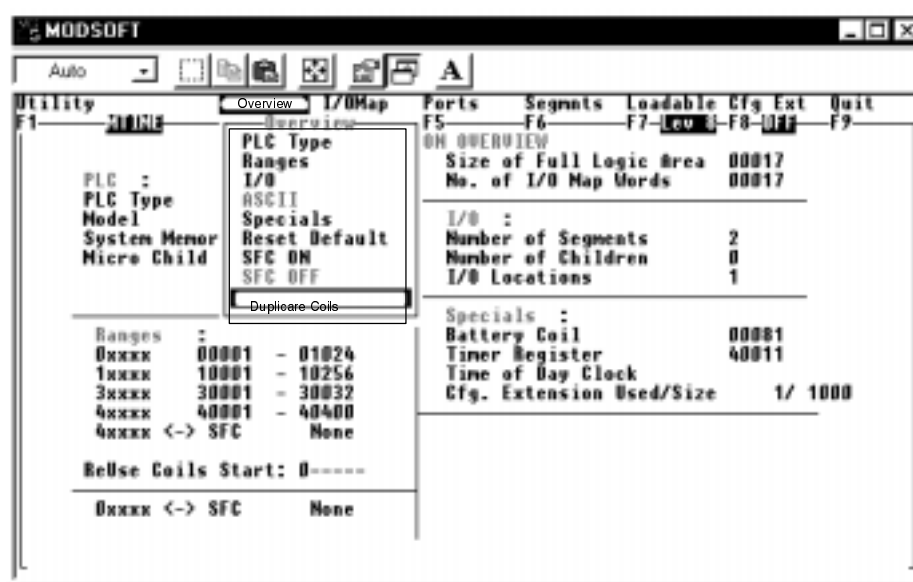 MODSOFT
Auto A
Utility Overview I/OMap Ports Segmnts Loadable Cfg Ext Quit
F1 Overview F5 F6 F7-Lev 8-F8-OFF F9
PLC Type
Ranges
I/O
ASCII
Specials
Reset Default
SFC ON
SFC OFF
Duplicare Coils
PLC :
PLC Type
Model
System Memor
Micro Child
Ranges :
0xxxx 00001 - 01024
1xxxx 10001 - 10256
3xxxx 30001 - 30032
4xxxx 40001 - 40400
4xxxx <-> SFC None
ReUse Coils Start: 0-----
0xxxx <-> SFC None
ON OVERVIEW
Size of Full Logic Area 00017
No. of I/O Map Words 00017
I/O :
Number of Segments 2
Number of Children 0
I/O Locations 1
Specials :
Battery Coil 00081
Timer Register 40011
Time of Day Clock
Cfg. Extension Used/Size 1/ 1000